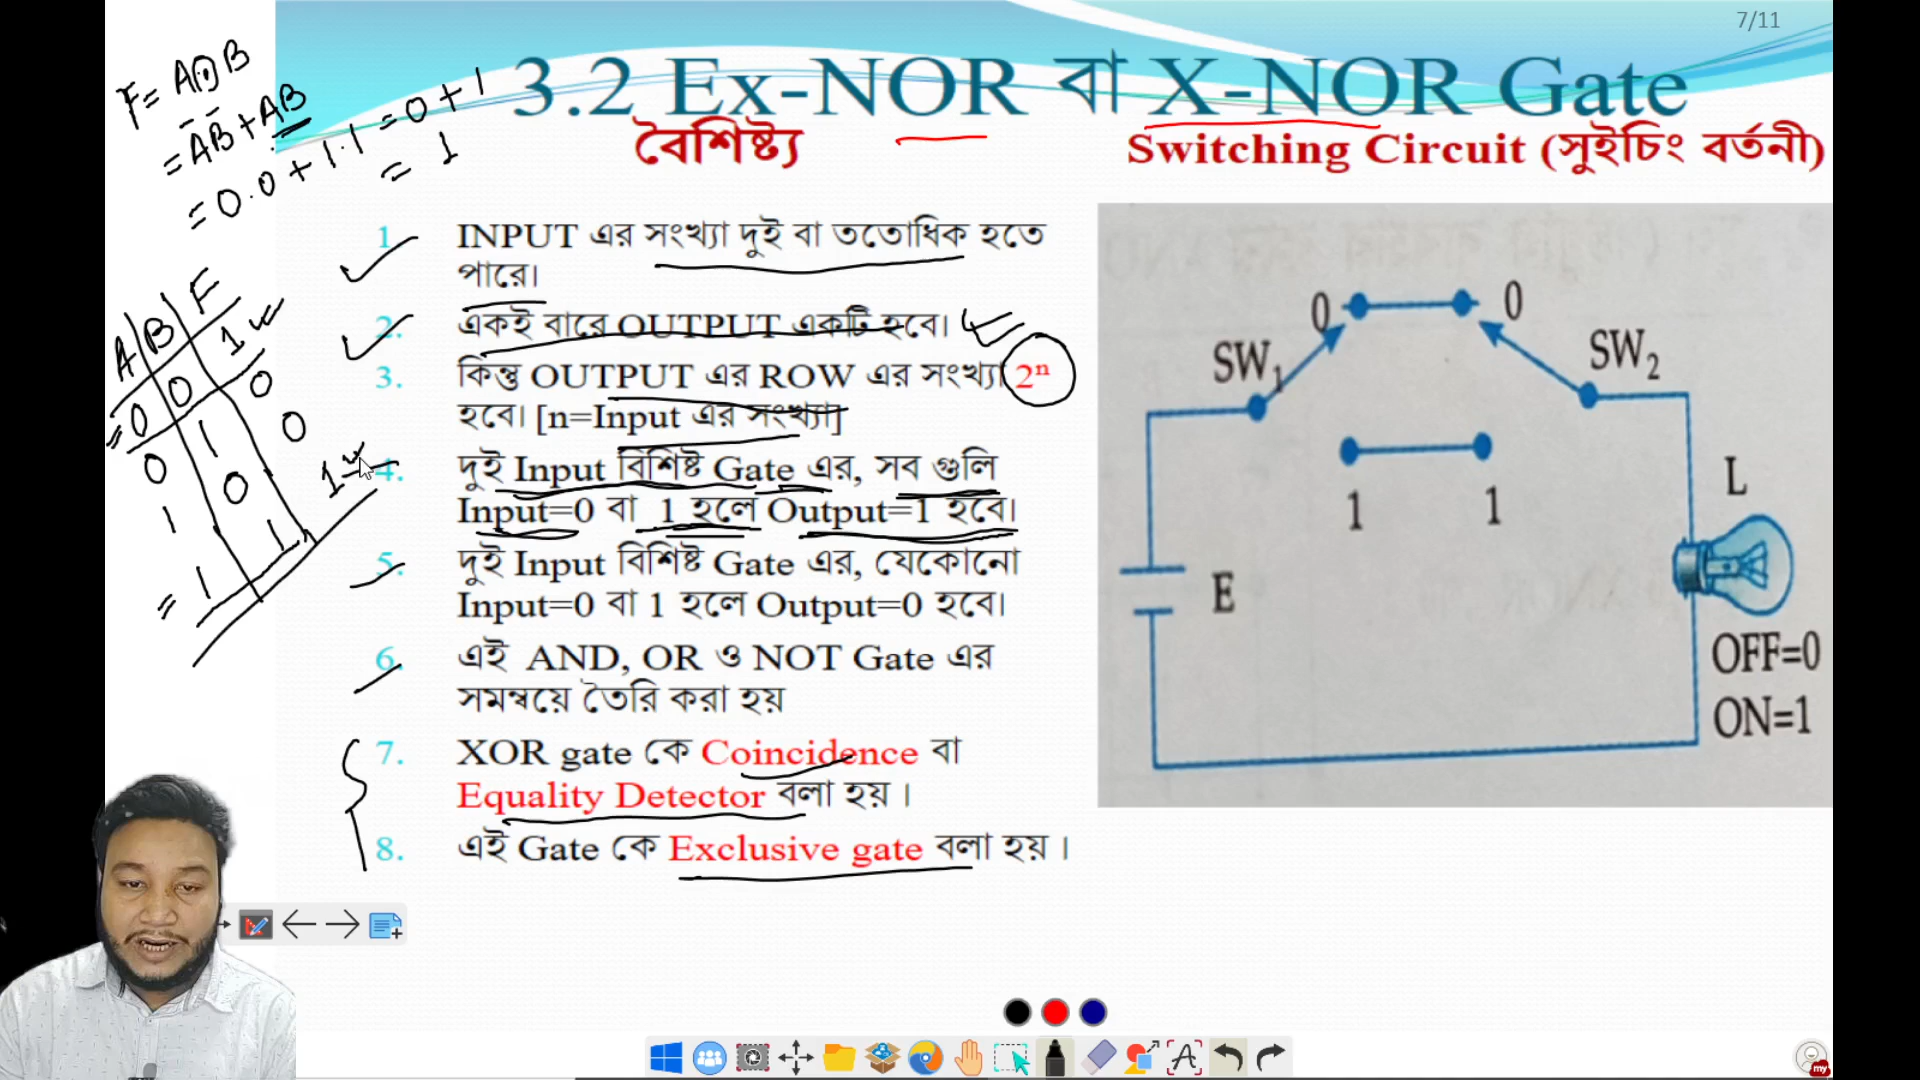 7/11
3.2 Ex-NOR বা X-NOR Gate
বৈশিষ্ট্য
Switching Circuit (সুইচিং বর্তনী)
F = A⊙B
= A̅B̅ + AB
= 0.0 + 1.1 = 0 + 1
= 1
A B F
= 0 0 1
0 1 0
1 0 0
= 1 1 1
1. INPUT এর সংখ্যা দুই বা ততোধিক হতে
পারে।
2. একই বারে OUTPUT একটি হবে।
3. কিন্তু OUTPUT এর ROW এর সংখ্যা 2ⁿ
হবে। [n=Input এর সংখ্যা]
4. দুই Input বিশিষ্ট Gate এর, সব গুলি
Input=0 বা 1 হলে Output=1 হবে।
5. দুই Input বিশিষ্ট Gate এর, যেকোনো
Input=0 বা 1 হলে Output=0 হবে।
6. এই AND, OR ও NOT Gate এর
সমন্বয়ে তৈরি করা হয়
7. XOR gate কে Coincidence বা
Equality Detector বলা হয় ।
8. এই Gate কে Exclusive gate বলা হয় ।
0 0
SW₁ SW₂
1 1
E
L
OFF=0
ON=1
my